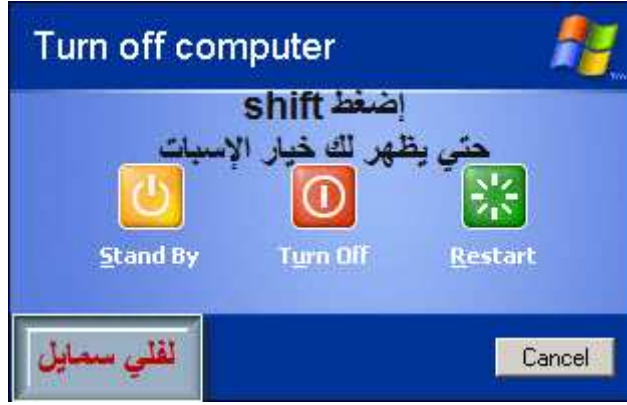 Turn off computer
إضغط shift
حتي يظهر لك خيار الإسبات
Stand By
Turn Off
Restart
لفلي سمايل
Cancel